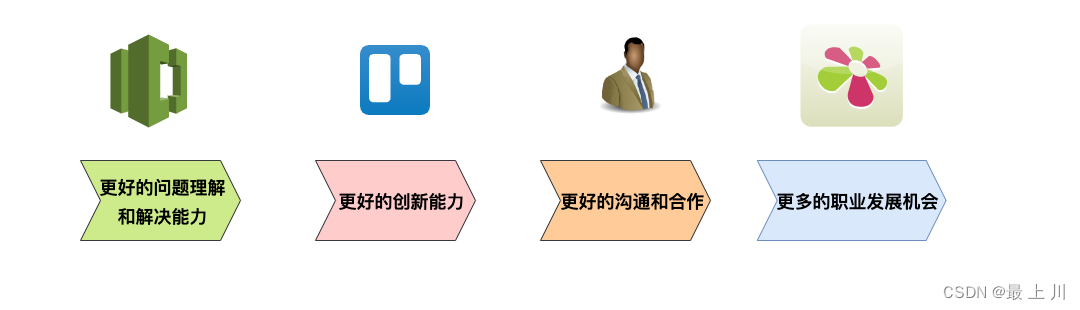 更好的问题理解
和解决能力
更好的创新能力
更好的沟通和合作
更多的职业发展机会
CSDN @最上川